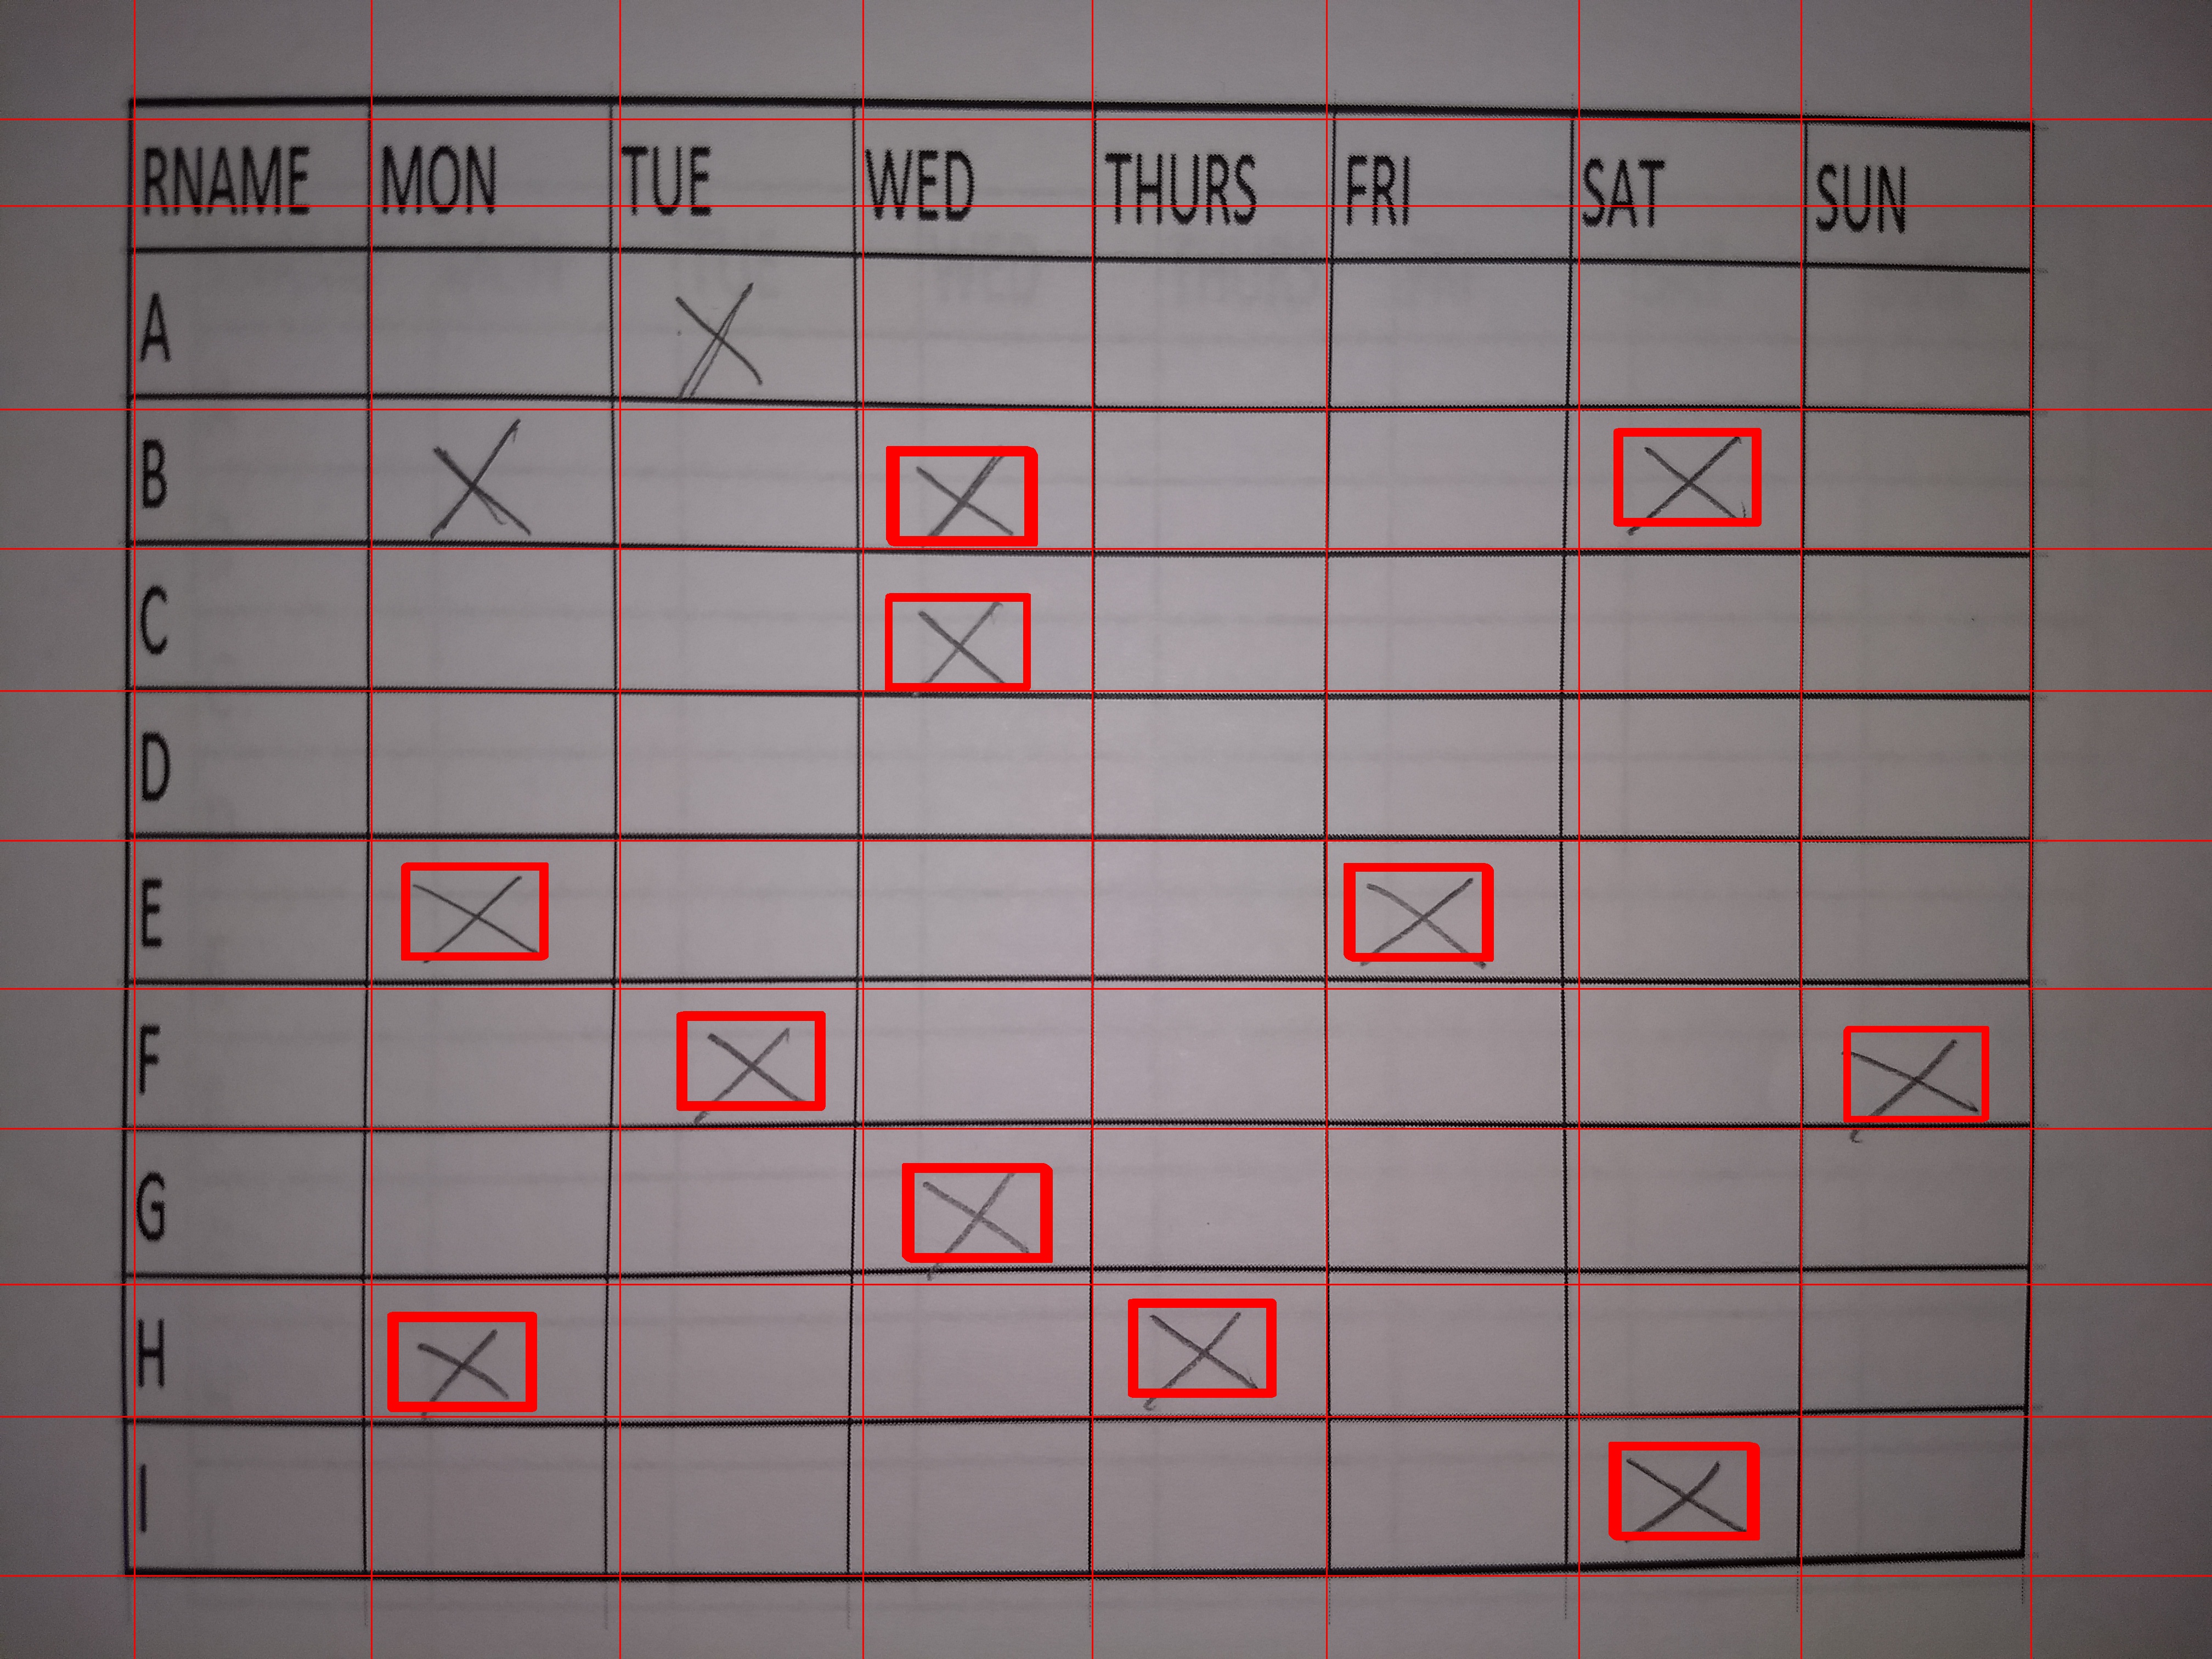 RNAME MON TUE WED THURS FRI SAT SUN
A X
B X X X
C X
D
E X X
F X X
G X
H X X
I X